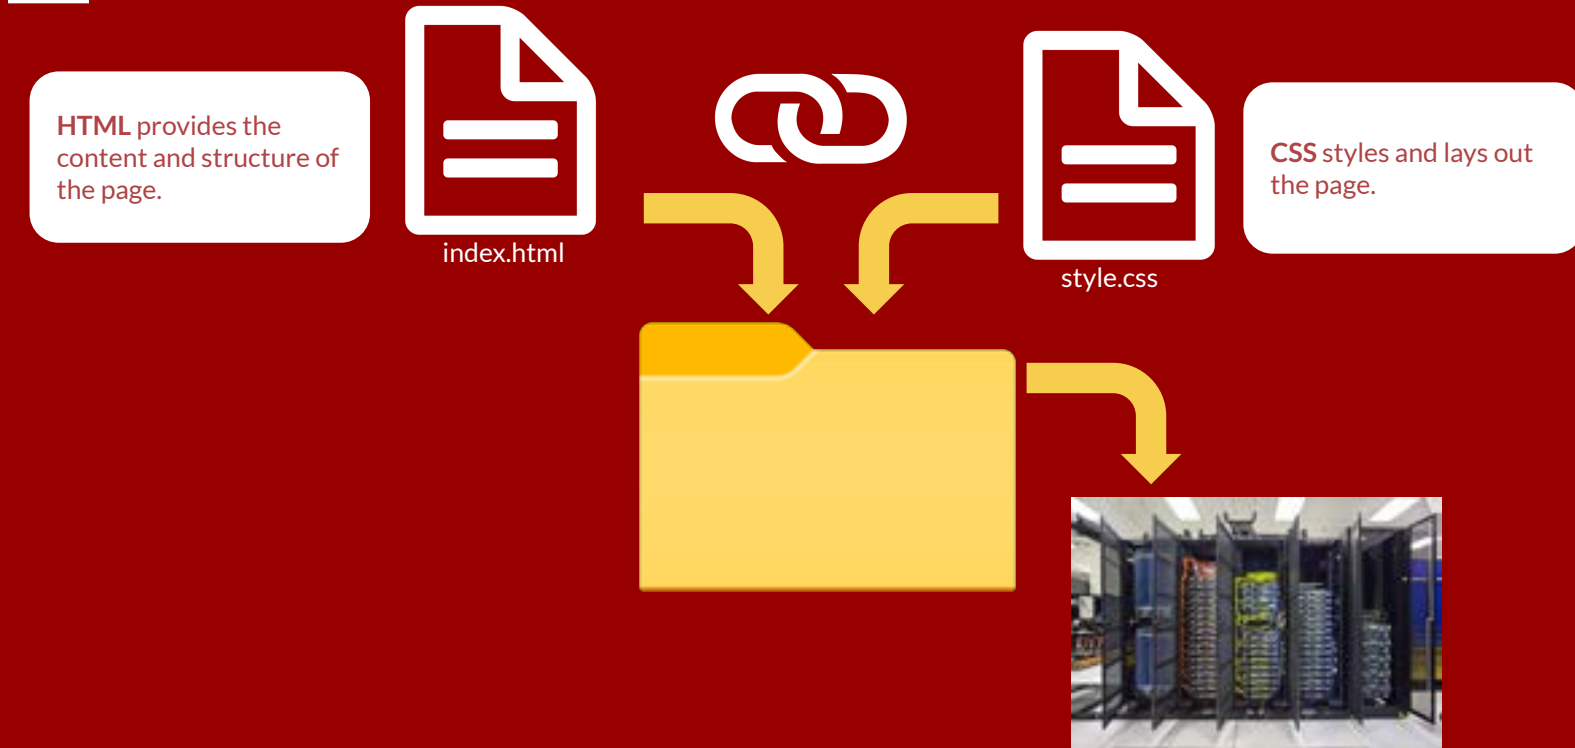 HTML provides the
content and structure of
the page.
index.html
CSS styles and lays out
the page.
style.css